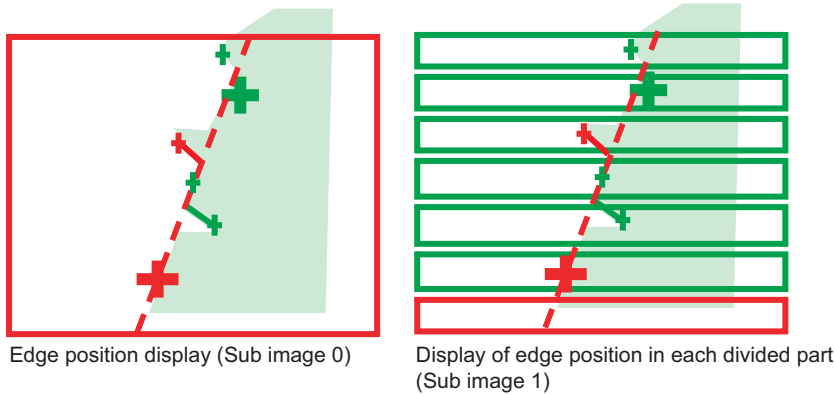 Edge position display (Sub image 0)
Display of edge position in each divided part
(Sub image 1)